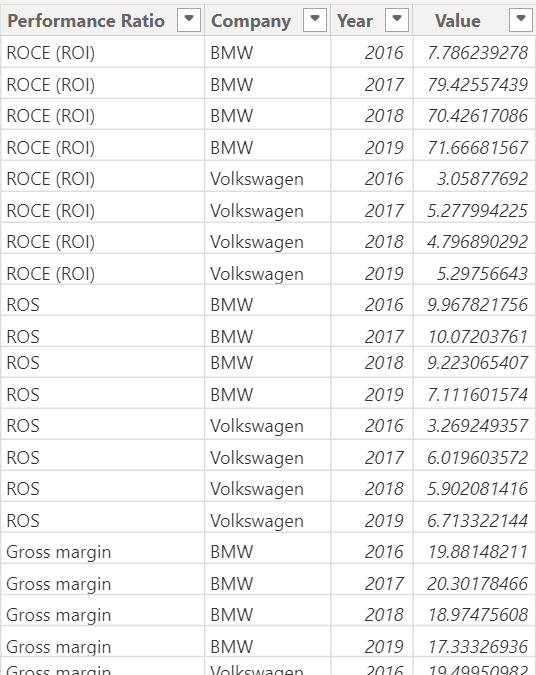 Performance Ratio Company Year Value
ROCE (ROI) BMW 2016 7.786239278
ROCE (ROI) BMW 2017 79.42557439
ROCE (ROI) BMW 2018 70.42617086
ROCE (ROI) BMW 2019 71.66681567
ROCE (ROI) Volkswagen 2016 3.05877692
ROCE (ROI) Volkswagen 2017 5.277994225
ROCE (ROI) Volkswagen 2018 4.796890292
ROCE (ROI) Volkswagen 2019 5.29756643
ROS BMW 2016 9.967821756
ROS BMW 2017 10.07203761
ROS BMW 2018 9.223065407
ROS BMW 2019 7.111601574
ROS Volkswagen 2016 3.269249357
ROS Volkswagen 2017 6.019603572
ROS Volkswagen 2018 5.902081416
ROS Volkswagen 2019 6.713322144
Gross margin BMW 2016 19.88148211
Gross margin BMW 2017 20.30178466
Gross margin BMW 2018 18.97475608
Gross margin BMW 2019 17.33326936
Gross margin Volkswagen 2016 19.49950982